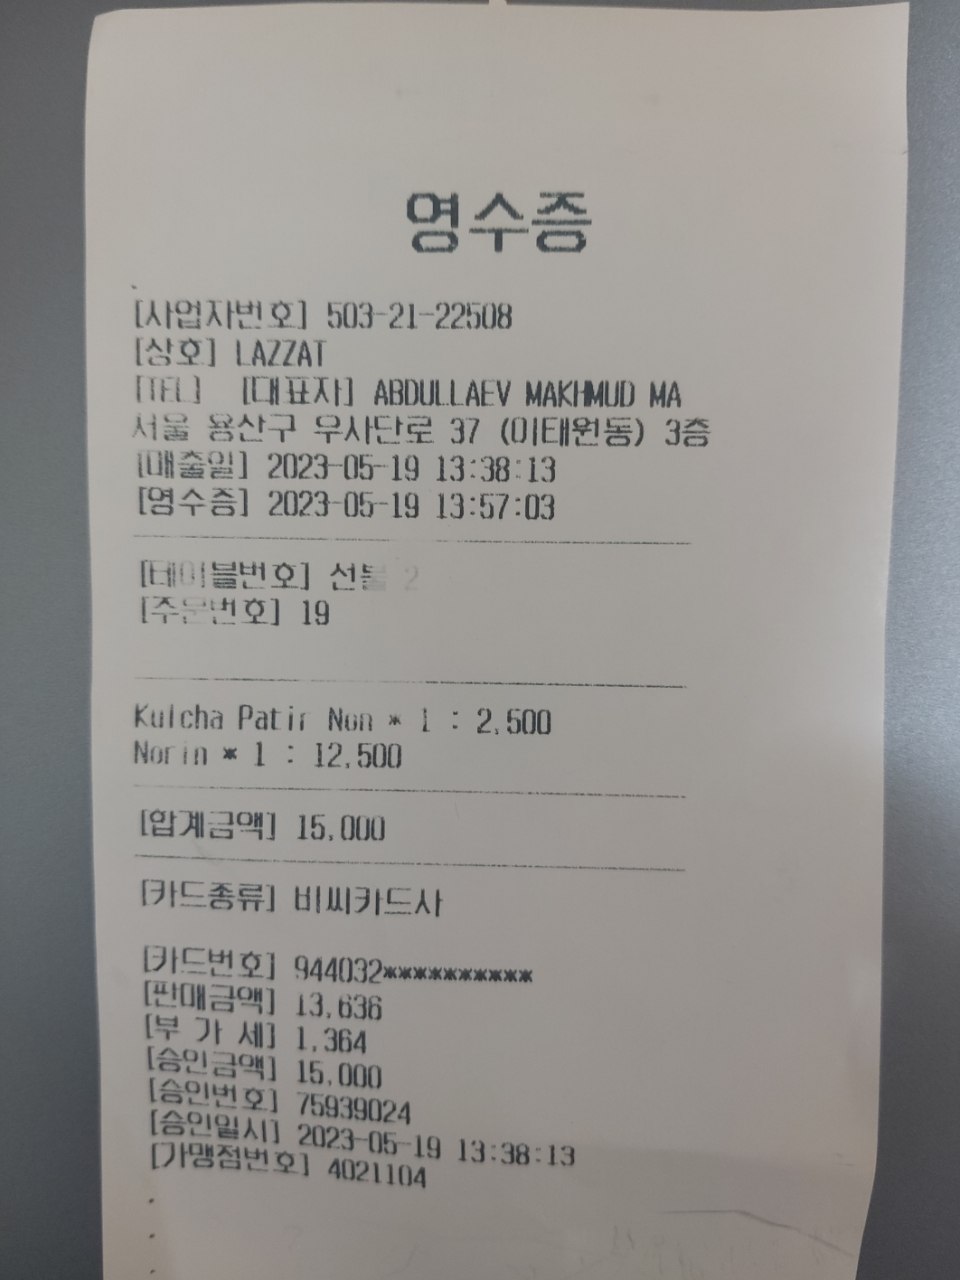 영수증
[사업자번호] 503-21-22508
[상호] LAZZAT
[TEL] [대표자] ABDULLAEV MAKHMUD MA
서울 용산구 우사단로 37 (이태원동) 3층
[매출일] 2023-05-19 13:38:13
[영수증] 2023-05-19 13:57:03
[테이블번호] 선불 2
[주문번호] 19
Kulcha Patir Non * 1 : 2,500
Norin * 1 : 12,500
[합계금액] 15,000
[카드종류] 비씨카드사
[카드번호] 944032**********
[판매금액] 13,636
[부 가 세] 1,364
[승인금액] 15,000
[승인번호] 75939024
[승인일시] 2023-05-19 13:38:13
[가맹점번호] 4021104